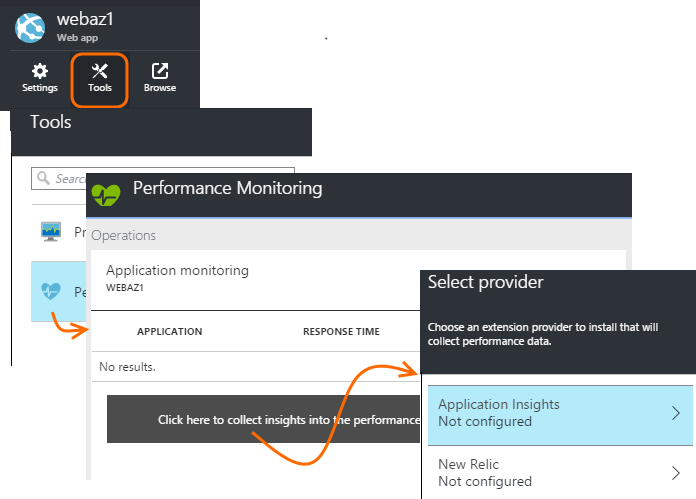 webaz1
Web app
Settings
Tools
Browse
Tools
Search
Performance Monitoring
Operations
Application monitoring
WEBAZ1
APPLICATION
RESPONSE TIME
No results.
Click here to collect insights into the performance
Select provider
Choose an extension provider to install that will
collect performance data.
Application Insights
Not configured
New Relic
Not configured